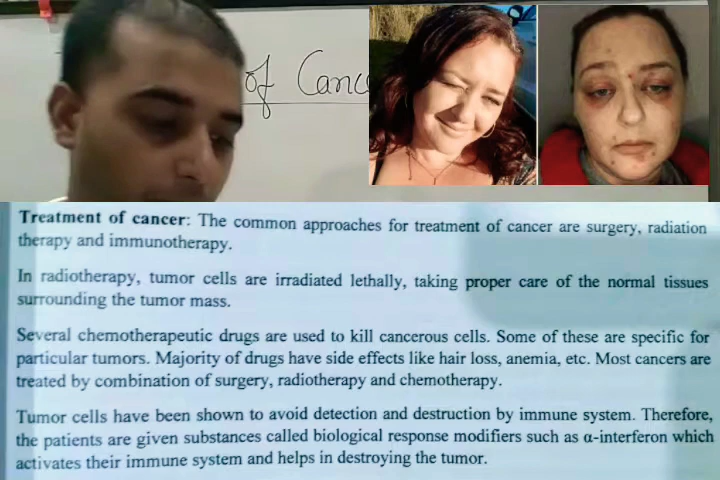 of Canc
Treatment of cancer: The common approaches for treatment of cancer are surgery, radiation
therapy and immunotherapy.
In radiotherapy, tumor cells are irradiated lethally, taking proper care of the normal tissues
surrounding the tumor mass.
Several chemotherapeutic drugs are used to kill cancerous cells. Some of these are specific for
particular tumors. Majority of drugs have side effects like hair loss, anemia, etc. Most cancers are
treated by combination of surgery, radiotherapy and chemotherapy.
Tumor cells have been shown to avoid detection and destruction by immune system. Therefore,
the patients are given substances called biological response modifiers such as α-interferon which
activates their immune system and helps in destroying the tumor.